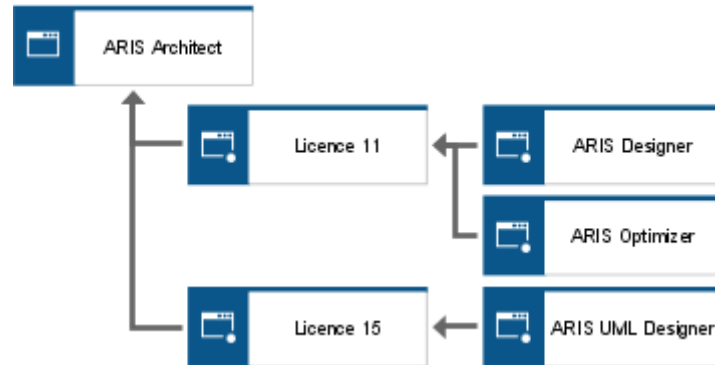 ARIS Architect
Licence 11
ARIS Designer
ARIS Optimizer
Licence 15
ARIS UML Designer